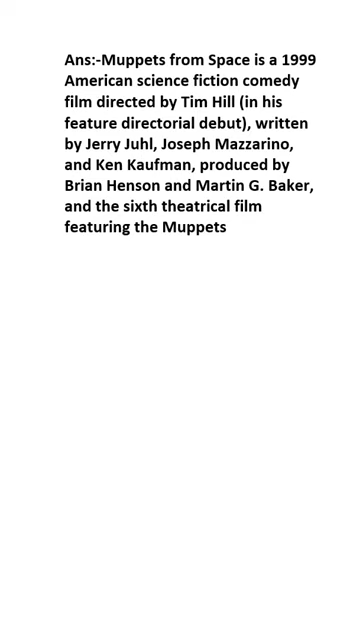 Ans:-Muppets from Space is a 1999
American science fiction comedy
film directed by Tim Hill (in his
feature directorial debut), written
by Jerry Juhl, Joseph Mazzarino,
and Ken Kaufman, produced by
Brian Henson and Martin G. Baker,
and the sixth theatrical film
featuring the Muppets